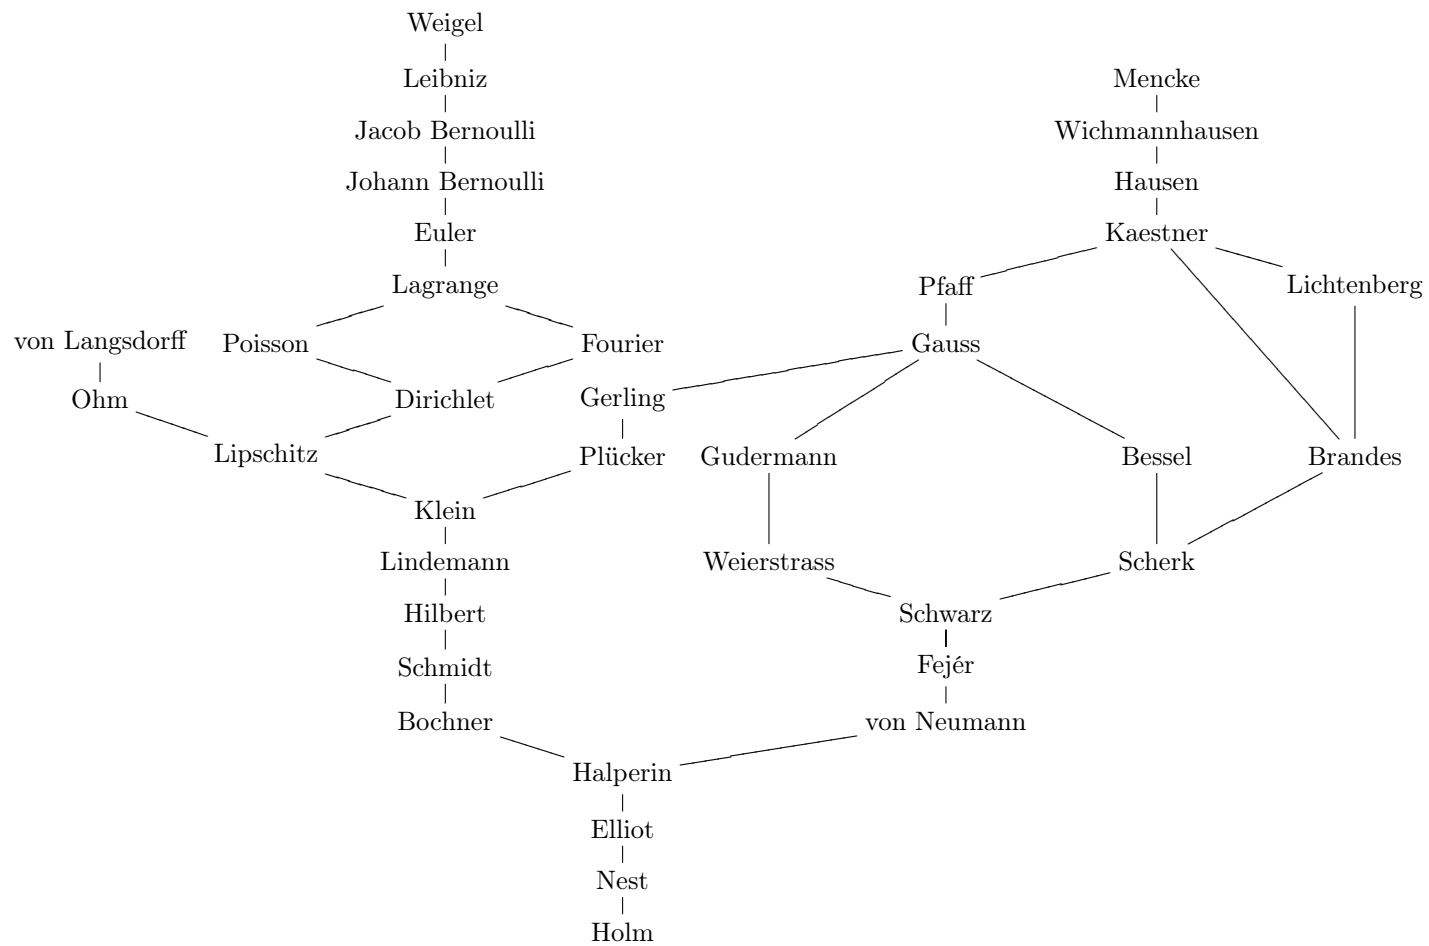 Weigel
Leibniz
Mencke
Jacob Bernoulli
Wichmannhausen
Johann Bernoulli
Hausen
Euler
Kaestner
Lagrange
Pfaff
Lichtenberg
von Langsdorff
Poisson
Fourier
Gauss
Ohm
Dirichlet
Gerling
Lipschitz
Plücker
Gudermann
Bessel
Brandes
Klein
Lindemann
Weierstrass
Scherk
Hilbert
Schwarz
Schmidt
Fejér
Bochner
von Neumann
Halperin
Elliot
Nest
Holm